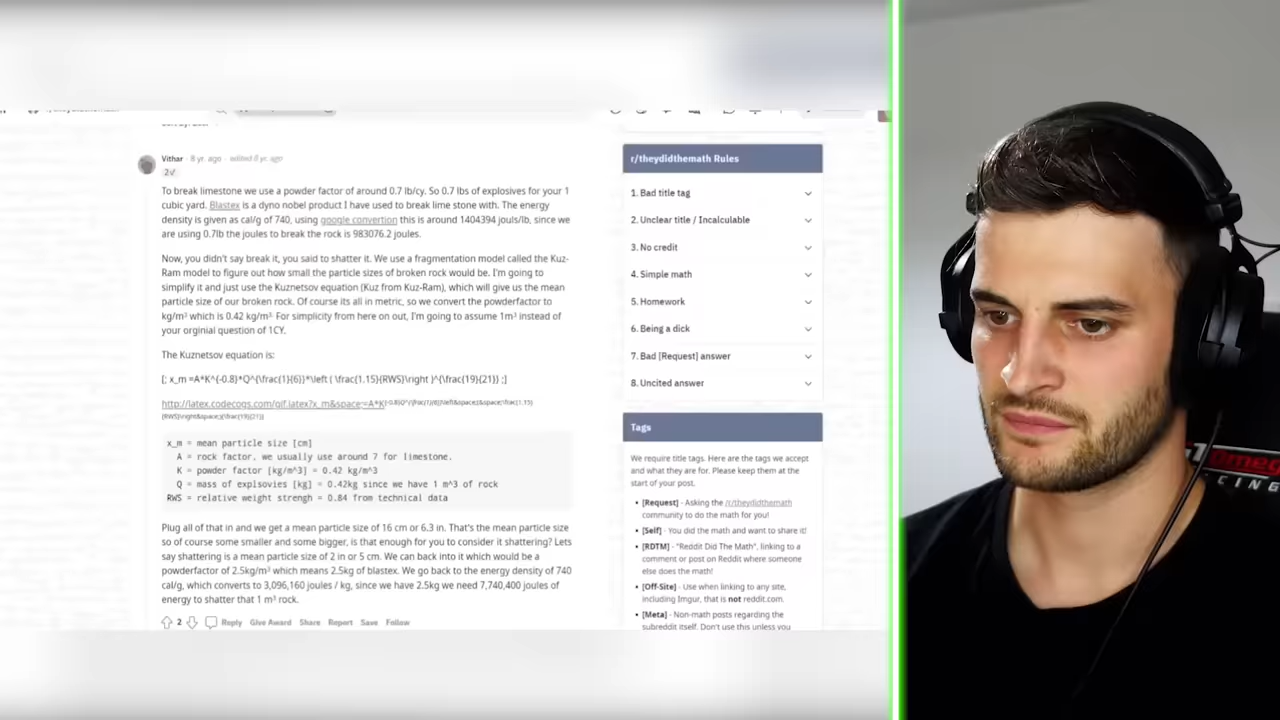 Vithar · 8 yr. ago · edited 8 yr. ago
2✓
To break limestone we use a powder factor of around 0.7 lb/cy. So 0.7 lbs of explosives for your 1
cubic yard. Blastex is a dyno nobel product I have used to break lime stone with. The energy
density is given as cal/g of 740, using google convertion this is around 1404394 jouls/lb, since we
are using 0.7lb the joules to break the rock is 983076.2 joules.
Now, you didn't say break it, you said to shatter it. We use a fragmentation model called the Kuz-
Ram model to figure out how small the particle sizes of broken rock would be. I'm going to
simplify it and just use the Kuznetsov equation (Kuz from Kuz-Ram), which will give us the mean
particle size of our broken rock. Of course its all in metric, so we convert the powderfactor to
kg/m³ which is 0.42 kg/m³. For simplicity from here on out, I'm going to assume 1m³ instead of
your orginial question of 1CY.
The Kuznetsov equation is:
[; x_m =A*K^{-0.8}*Q^{\frac{1}{6}}*\left ( \frac{1.15}{RWS}\right )^{\frac{19}{21}} ;]
http://latex.codecogs.com/gif.latex?x_m&space;=A*K
x_m = mean particle size [cm]
A = rock factor, we usually use around 7 for limestone.
K = powder factor [kg/m^3] = 0.42 kg/m^3
Q = mass of explsovies [kg] = 0.42kg since we have 1 m^3 of rock
RWS = relative weight strengh = 0.84 from technical data
Plug all of that in and we get a mean particle size of 16 cm or 6.3 in. That's the mean particle size
so of course some smaller and some bigger, is that enough for you to consider it shattering? Lets
say shattering is a mean particle size of 2 in or 5 cm. We can back into it which would be a
powderfactor of 2.5kg/m³ which means 2.5kg of blastex. We go back to the energy density of 740
cal/g, which converts to 3,096,160 joules / kg, since we have 2.5kg we need 7,740,400 joules of
energy to shatter that 1 m³ rock.
2 Reply Give Award Share Report Save Follow
r/theydidthemath Rules
1. Bad title tag
2. Unclear title / Incalculable
3. No credit
4. Simple math
5. Homework
6. Being a dick
7. Bad [Request] answer
8. Uncited answer
Tags
We require title tags. Here are the tags we accept
and what they are for. Please keep them at the
start of your post.
• [Request] - Asking the /r/theydidthemath
community to do the math for you!
• [Self] - You did the math and want to share it!
• [RDTM] - "Reddit Did The Math", linking to a
comment or post on Reddit where someone
else does the math!
• [Off-Site] - Use when linking to any site,
including Imgur, that is not reddit.com.
• [Meta] - Non-math posts regarding the
subreddit itself. Don't use this unless you